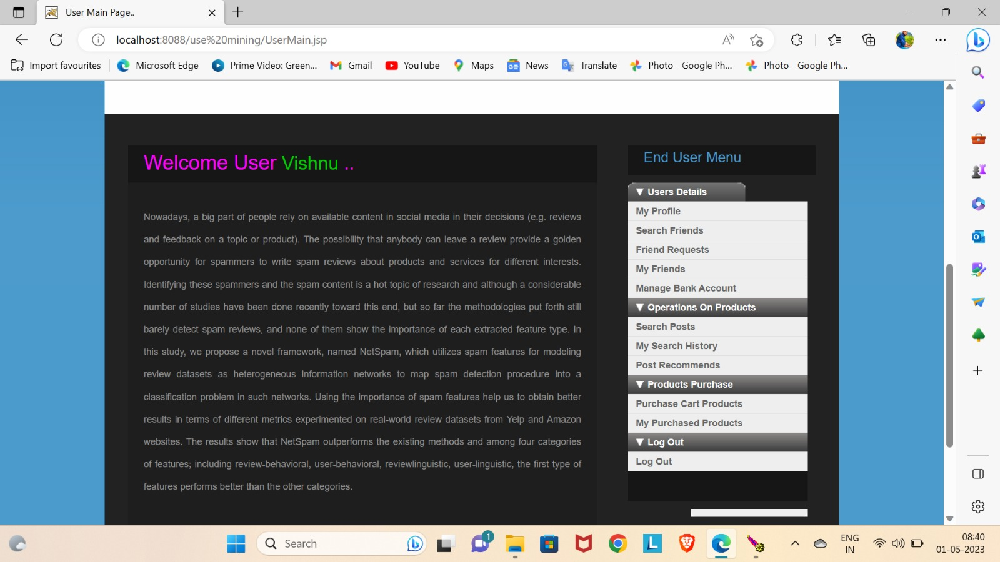 User Main Page..
localhost:8088/use%20mining/UserMain.jsp
Import favourites Microsoft Edge Prime Video: Green... Gmail YouTube Maps News Translate Photo - Google Ph... Photo - Google Ph...
Welcome User Vishnu ..
Nowadays, a big part of people rely on available content in social media in their decisions (e.g. reviews
and feedback on a topic or product). The possibility that anybody can leave a review provide a golden
opportunity for spammers to write spam reviews about products and services for different interests.
Identifying these spammers and the spam content is a hot topic of research and although a considerable
number of studies have been done recently toward this end, but so far the methodologies put forth still
barely detect spam reviews, and none of them show the importance of each extracted feature type. In
this study, we propose a novel framework, named NetSpam, which utilizes spam features for modeling
review datasets as heterogeneous information networks to map spam detection procedure into a
classification problem in such networks. Using the importance of spam features help us to obtain better
results in terms of different metrics experimented on real-world review datasets from Yelp and Amazon
websites. The results show that NetSpam outperforms the existing methods and among four categories
of features; including review-behavioral, user-behavioral, reviewlinguistic, user-linguistic, the first type of
features performs better than the other categories.
End User Menu
▼ Users Details
My Profile
Search Friends
Friend Requests
My Friends
Manage Bank Account
▼ Operations On Products
Search Posts
My Search History
Post Recommends
▼ Products Purchase
Purchase Cart Products
My Purchased Products
▼ Log Out
Log Out
Search
1
ENG
IN
08:40
01-05-2023